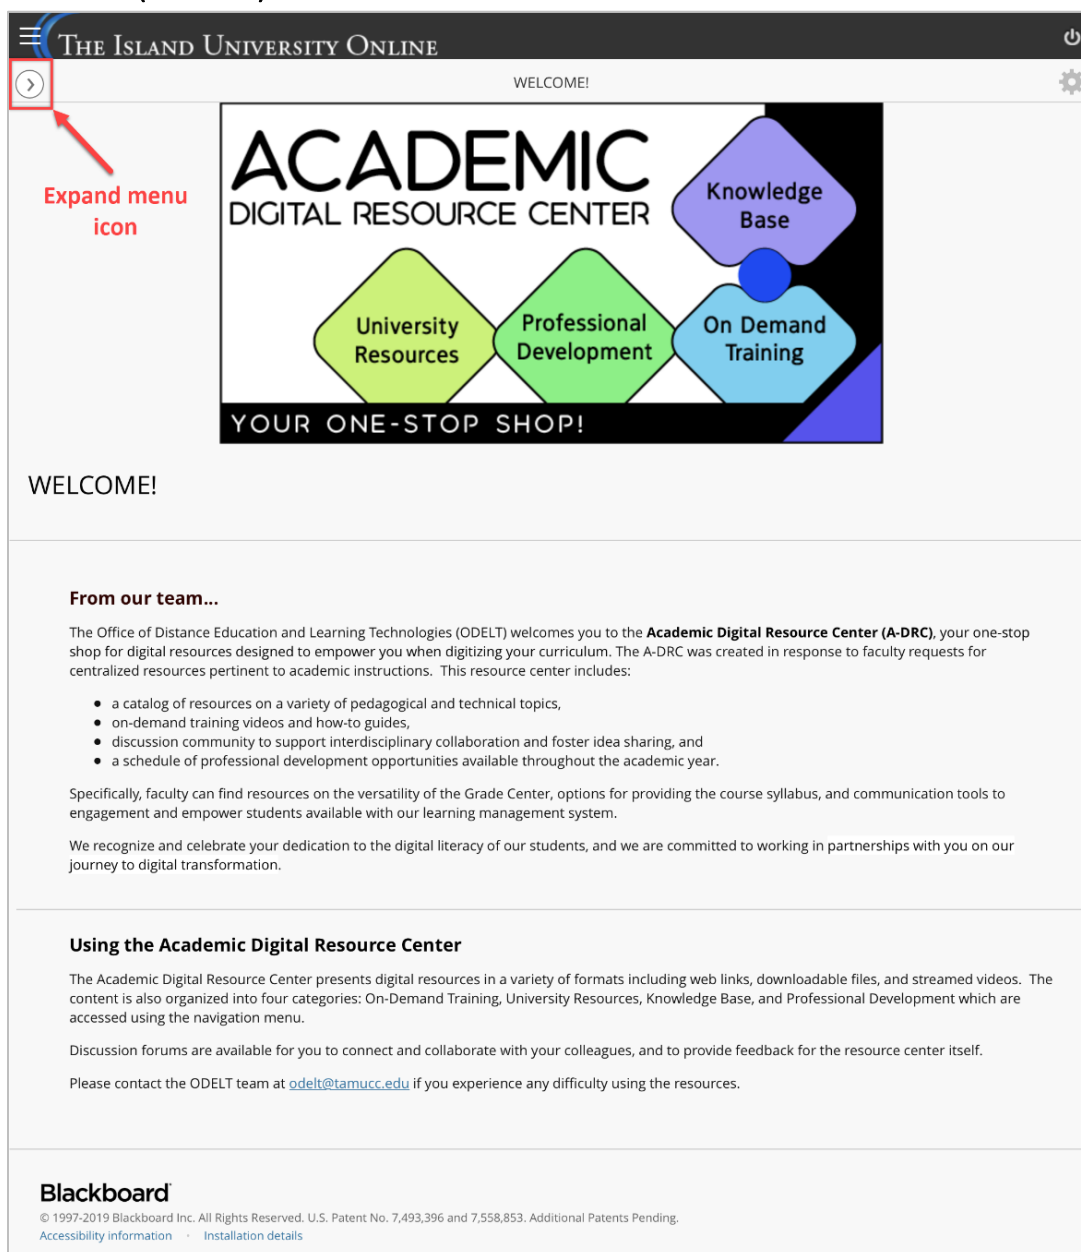 THE ISLAND UNIVERSITY ONLINE
WELCOME!
Expand menu
icon
ACADEMIC
DIGITAL RESOURCE CENTER
Knowledge
Base
University
Resources
Professional
Development
On Demand
Training
YOUR ONE-STOP SHOP!
WELCOME!
From our team...
The Office of Distance Education and Learning Technologies (ODELT) welcomes you to the Academic Digital Resource Center (A-DRC), your one-stop
shop for digital resources designed to empower you when digitizing your curriculum. The A-DRC was created in response to faculty requests for
centralized resources pertinent to academic instructions.  This resource center includes:
● a catalog of resources on a variety of pedagogical and technical topics,
● on-demand training videos and how-to guides,
● discussion community to support interdisciplinary collaboration and foster idea sharing, and
● a schedule of professional development opportunities available throughout the academic year.
Specifically, faculty can find resources on the versatility of the Grade Center, options for providing the course syllabus, and communication tools to
engagement and empower students available with our learning management system.
We recognize and celebrate your dedication to the digital literacy of our students, and we are committed to working in partnerships with you on our
journey to digital transformation.
Using the Academic Digital Resource Center
The Academic Digital Resource Center presents digital resources in a variety of formats including web links, downloadable files, and streamed videos.  The
content is also organized into four categories: On-Demand Training, University Resources, Knowledge Base, and Professional Development which are
accessed using the navigation menu.
Discussion forums are available for you to connect and collaborate with your colleagues, and to provide feedback for the resource center itself.
Please contact the ODELT team at odelt@tamucc.edu if you experience any difficulty using the resources.
Blackboard
© 1997-2019 Blackboard Inc. All Rights Reserved. U.S. Patent No. 7,493,396 and 7,558,853. Additional Patents Pending.
Accessibility information · Installation details